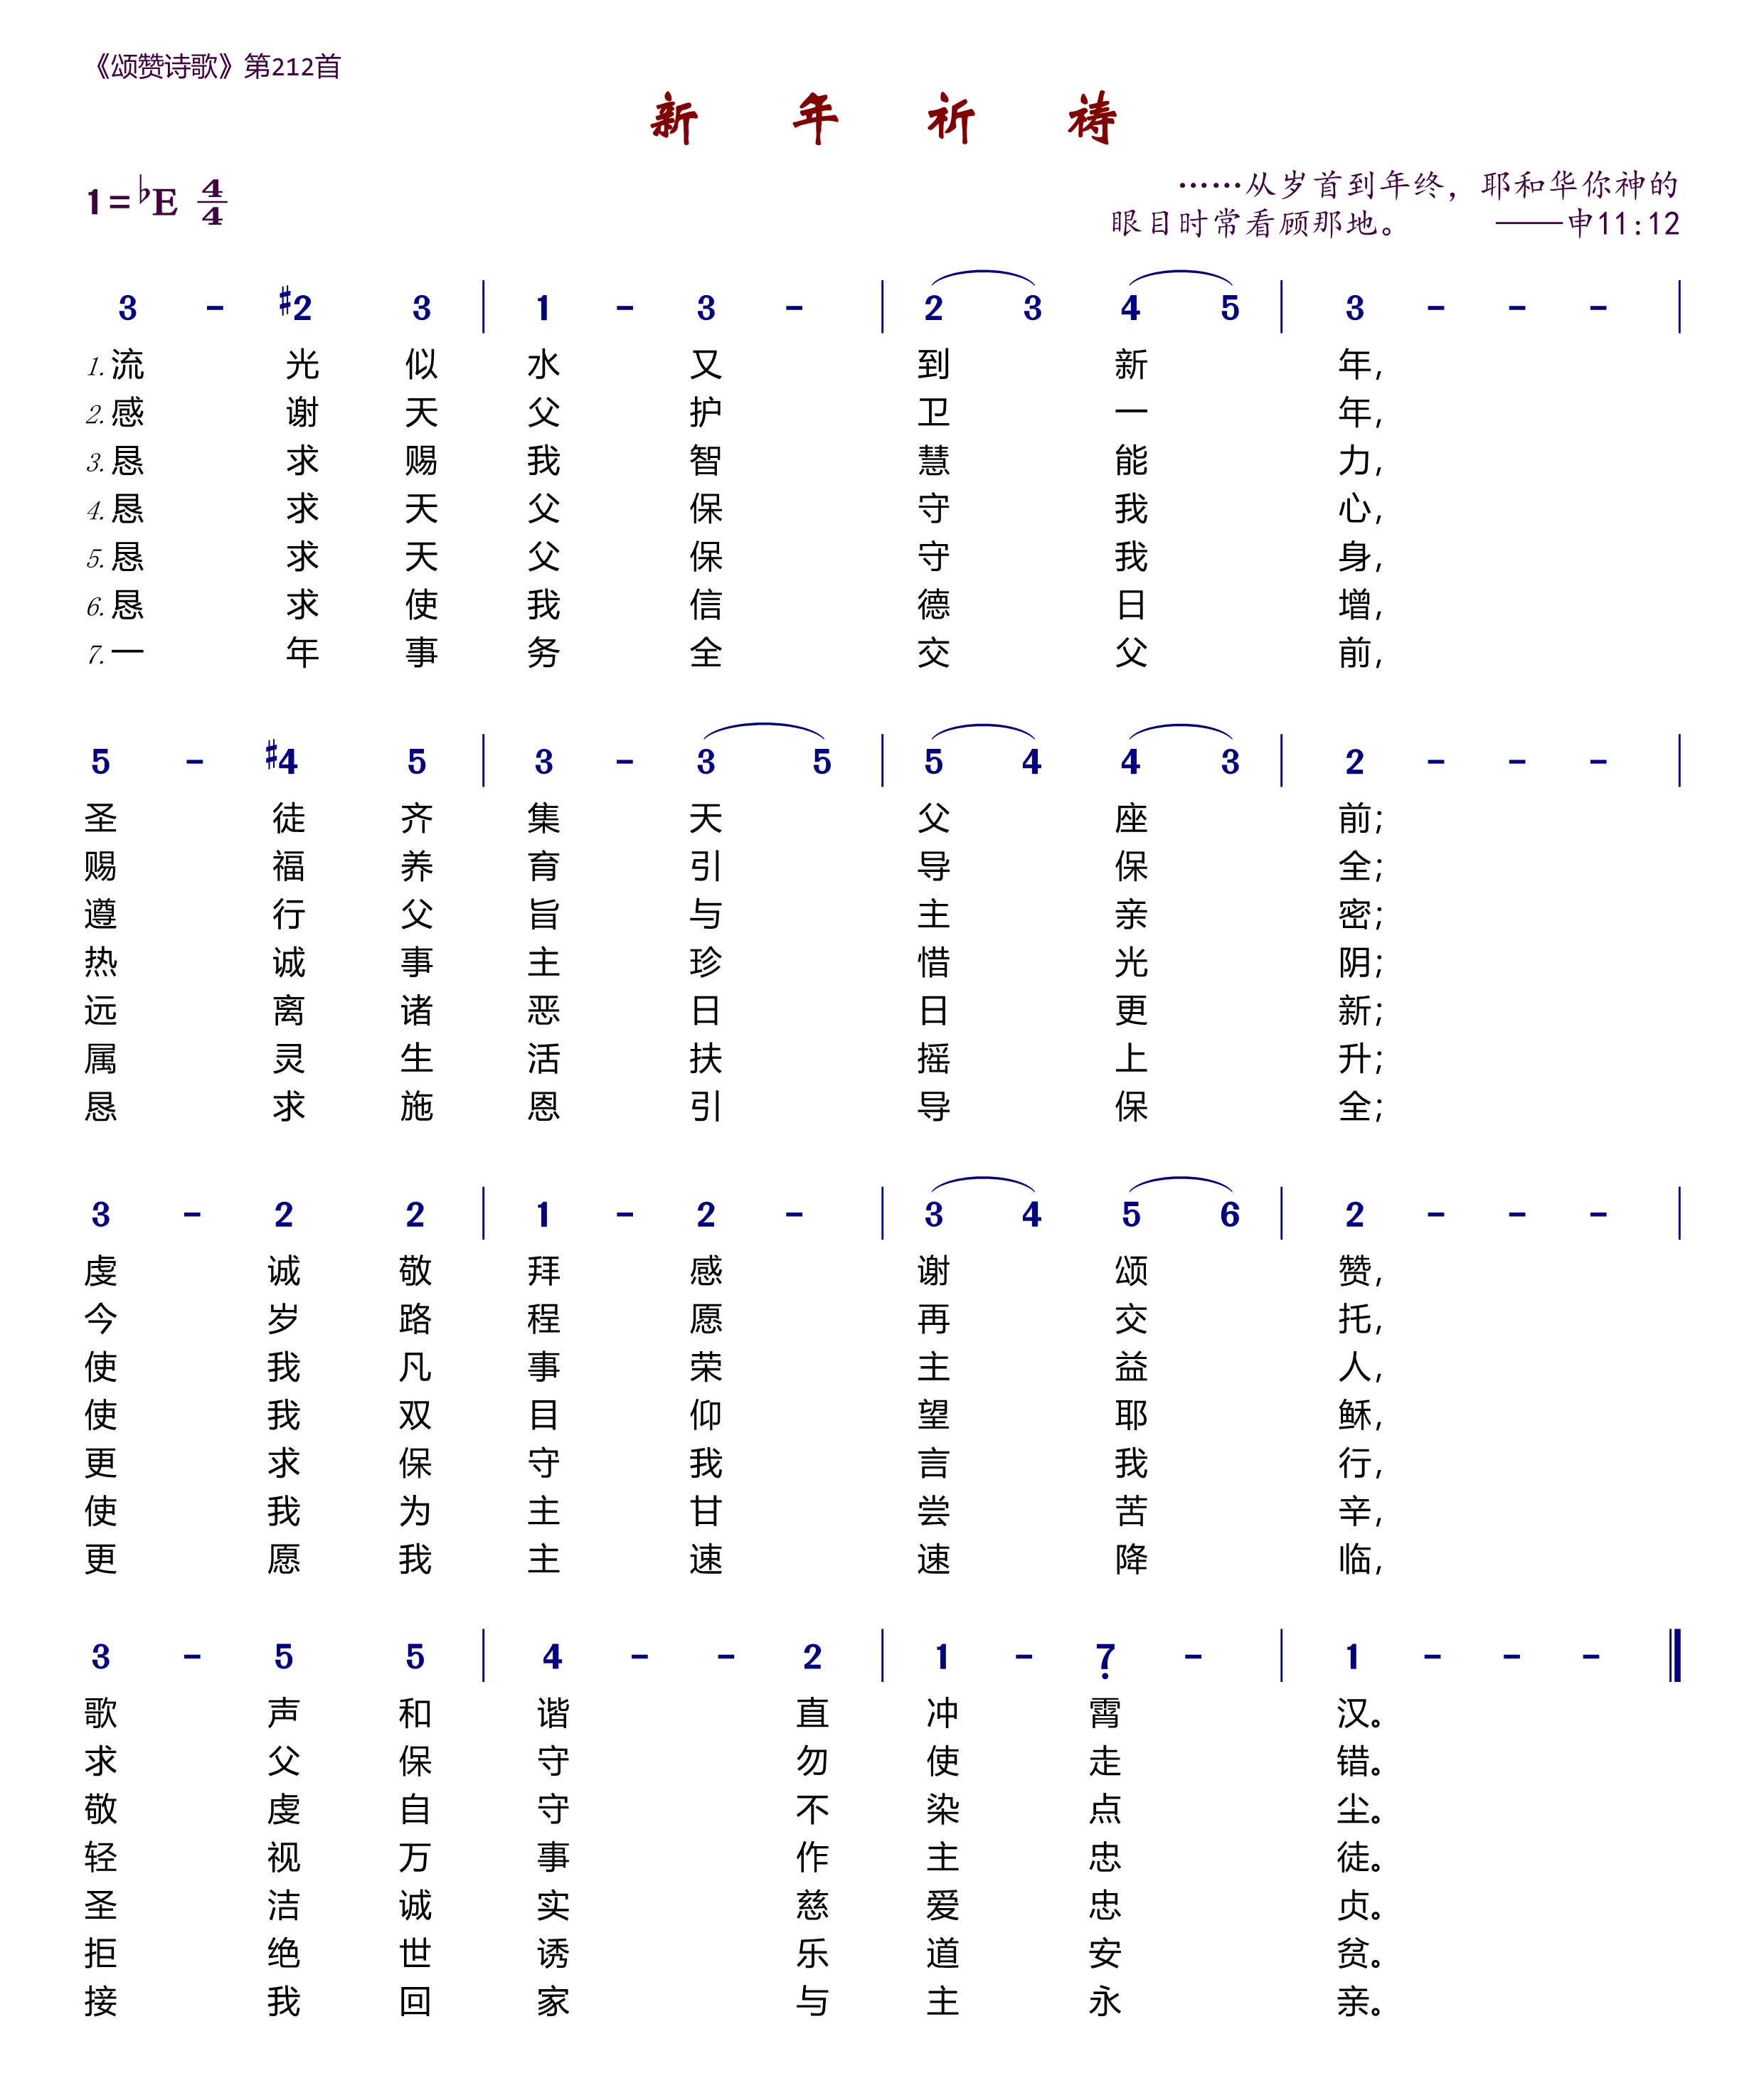 《颂赞诗歌》第212首
新 年 祈 祷
1=♭E 4/4
……从岁首到年终，耶和华你神的
眼目时常看顾那地。 ——申11:12
3 - #2 3 | 1 - 3 - | 2 3 4 5 | 3 - - - |
1.流 光 似 水 又 到 新 年,
2.感 谢 天 父 护 卫 一 年,
3.恳 求 赐 我 智 慧 能 力,
4.恳 求 天 父 保 守 我 心,
5.恳 求 天 父 保 守 我 身,
6.恳 求 使 我 信 德 日 增,
7.一 年 事 务 全 交 父 前,
5 - #4 5 | 3 - 3 5 | 5 4 4 3 | 2 - - - |
圣 徒 齐 集 天 父 座 前;
赐 福 养 育 引 导 保 全;
遵 行 父 旨 与 主 亲 密;
热 诚 事 主 珍 惜 光 阴;
远 离 诸 恶 日 日 更 新;
属 灵 生 活 扶 摇 上 升;
恳 求 施 恩 引 导 保 全;
3 - 2 2 | 1 - 2 - | 3 4 5 6 | 2 - - - |
虔 诚 敬 拜 感 谢 颂 赞,
今 岁 路 程 愿 再 交 托,
使 我 凡 事 荣 主 益 人,
使 我 双 目 仰 望 耶 稣,
更 求 保 守 我 言 我 行,
使 我 为 主 甘 尝 苦 辛,
更 愿 我 主 速 速 降 临,
3 - 5 5 | 4 - - 2 | 1 - 7̣ - | 1 - - - ‖
歌 声 和 谐 直 冲 霄 汉。
求 父 保 守 勿 使 走 错。
敬 虔 自 守 不 染 点 尘。
轻 视 万 事 作 主 忠 徒。
圣 洁 诚 实 慈 爱 忠 贞。
拒 绝 世 诱 乐 道 安 贫。
接 我 回 家 与 主 永 亲。